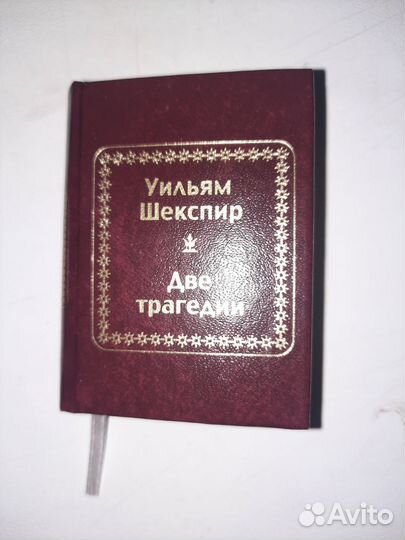 Уильям
Шекспир
Две
трагедии
Avito